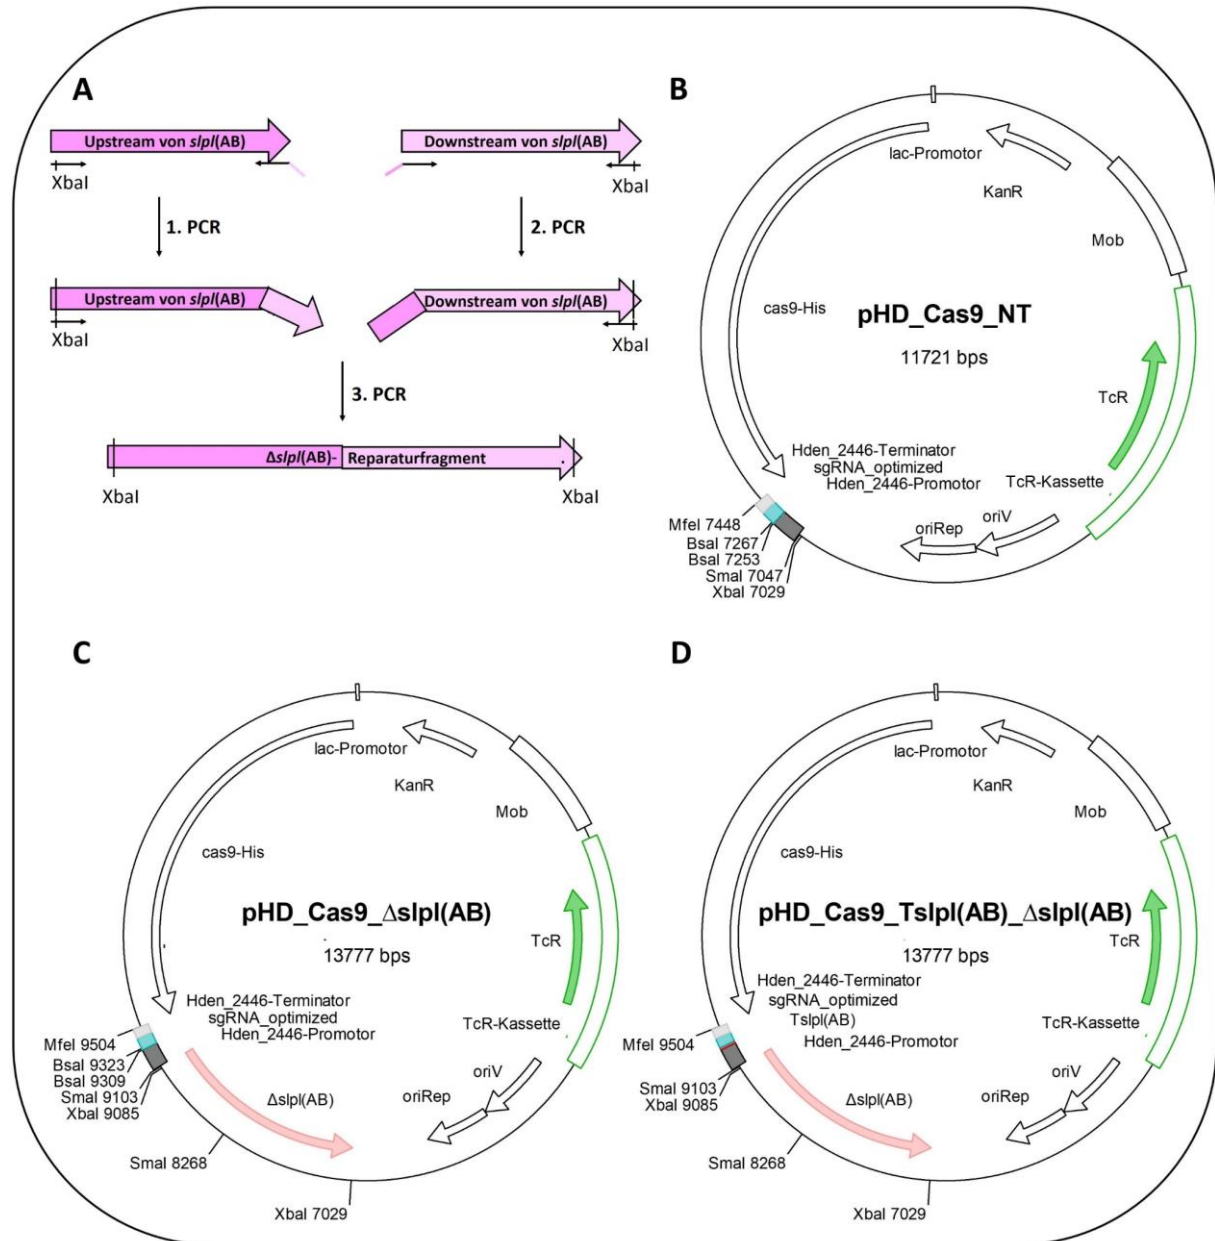 A
Upstream von slpl(AB)
Downstream von slpl(AB)
XbaI
XbaI
1. PCR
2. PCR
Upstream von slpl(AB)
Downstream von slpl(AB)
XbaI
XbaI
3. PCR
Δslpl(AB)- Reparaturfragment
XbaI
XbaI
B
lac-Promotor
KanR
Mob
cas9-His
pHD_Cas9_NT
11721 bps
TcR
Hden_2446-Terminator
sgRNA_optimized
Hden_2446-Promotor
TcR-Kassette
oriV
oriRep
MfeI 7448
BsaI 7267
BsaI 7253
SmaI 7047
XbaI 7029
C
lac-Promotor
KanR
Mob
cas9-His
pHD_Cas9_Δslpl(AB)
13777 bps
TcR
Hden_2446-Terminator
sgRNA_optimized
Hden_2446-Promotor
TcR-Kassette
MfeI 9504
BsaI 9323
BsaI 9309
SmaI 9103
XbaI 9085
oriV
oriRep
Δslpl(AB)
SmaI 8268
XbaI 7029
D
lac-Promotor
KanR
Mob
cas9-His
pHD_Cas9_Tslpl(AB)_Δslpl(AB)
13777 bps
TcR
Hden_2446-Terminator
sgRNA_optimized
Tslpl(AB)
Hden_2446-Promotor
TcR-Kassette
MfeI 9504
SmaI 9103
XbaI 9085
oriV
oriRep
Δslpl(AB)
SmaI 8268
XbaI 7029